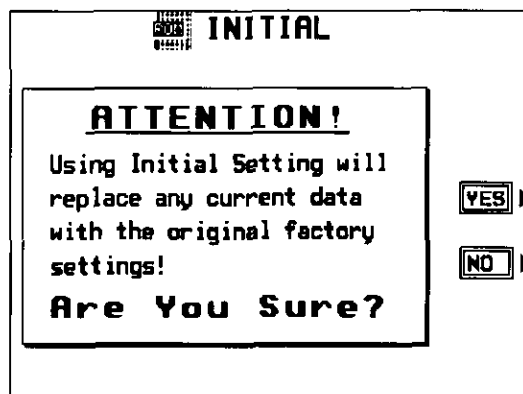 INITIAL
ATTENTION!
Using Initial Setting will
replace any current data
with the original factory
settings!
Are You Sure?
YES
NO